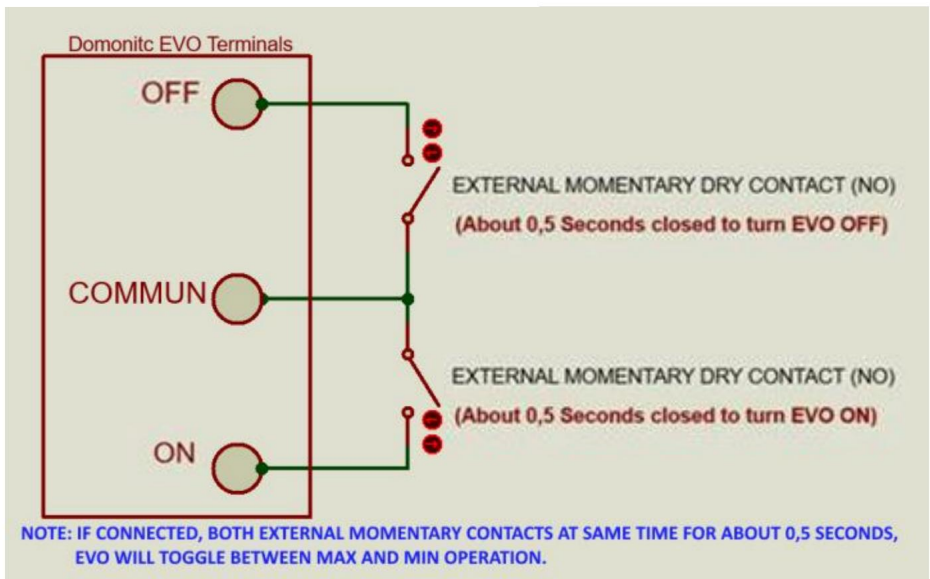 Domonitc EVO Terminals
OFF
EXTERNAL MOMENTARY DRY CONTACT (NO)
(About 0,5 Seconds closed to turn EVO OFF)
COMMUN
EXTERNAL MOMENTARY DRY CONTACT (NO)
(About 0,5 Seconds closed to turn EVO ON)
ON
NOTE: IF CONNECTED, BOTH EXTERNAL MOMENTARY CONTACTS AT SAME TIME FOR ABOUT 0,5 SECONDS,
EVO WILL TOGGLE BETWEEN MAX AND MIN OPERATION.